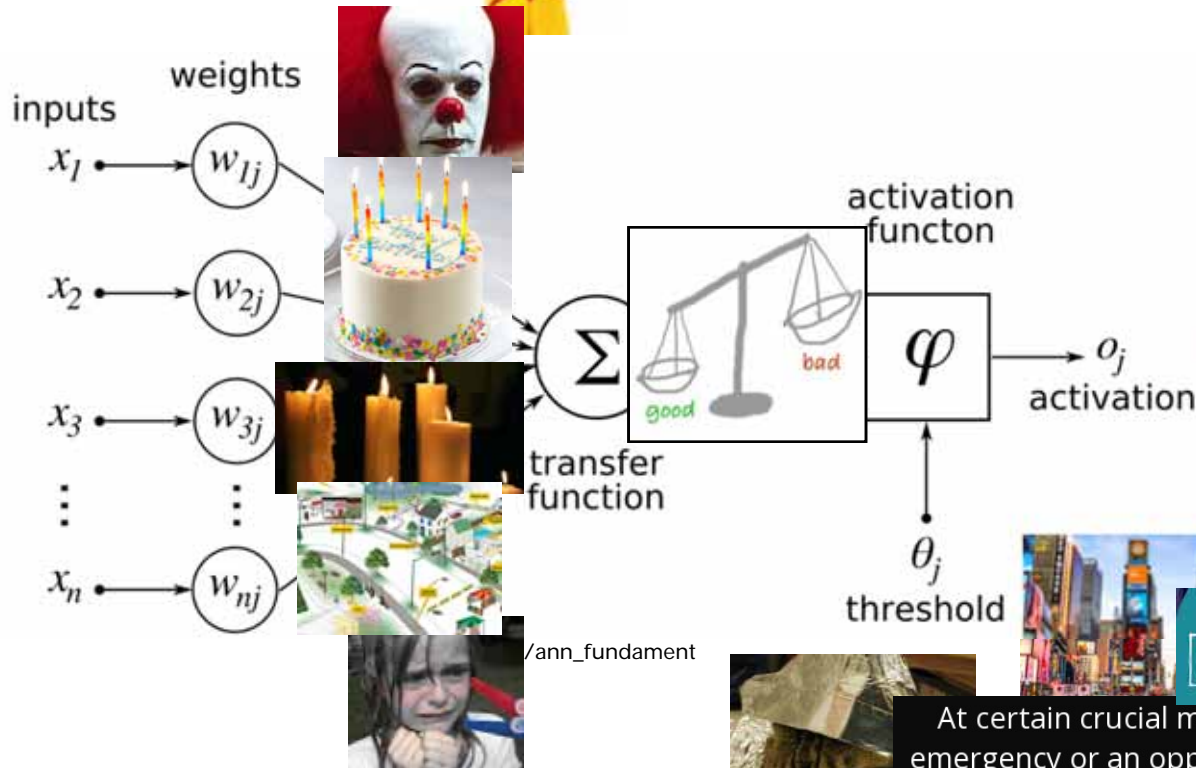 weights
inputs
x1
w1j
x2
w2j
x3
w3j
⋮ ⋮
xn
wnj
Σ
transfer
function
good
bad
activation
functon
φ
oj
activation
θj
threshold
/ann_fundament
At certain crucial m
emergency or an opp